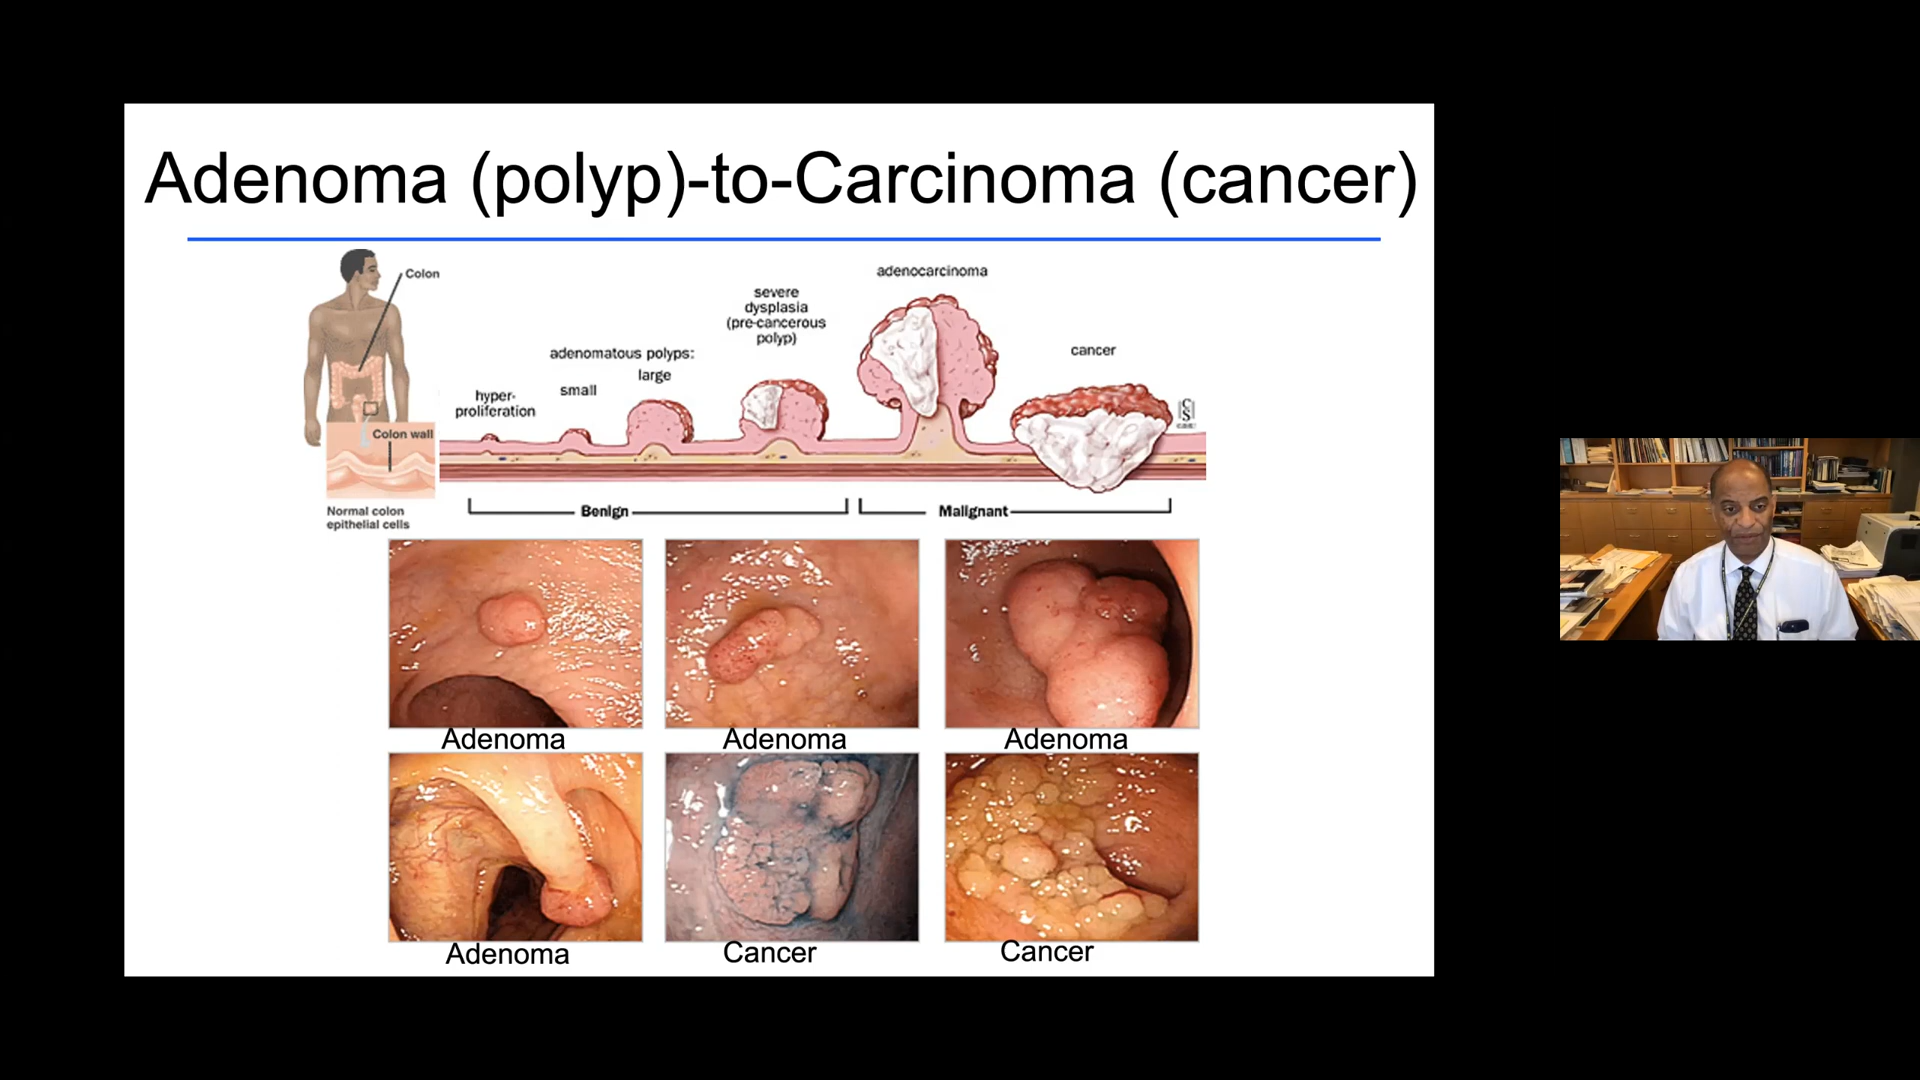 Adenoma (polyp)-to-Carcinoma (cancer)
Colon
Colon wall
Normal colon
epithelial cells
hyper-
proliferation
adenomatous polyps:
small
large
severe
dysplasia
(pre-cancerous
polyp)
adenocarcinoma
cancer
Benign
Malignant
Adenoma
Adenoma
Adenoma
Adenoma
Cancer
Cancer